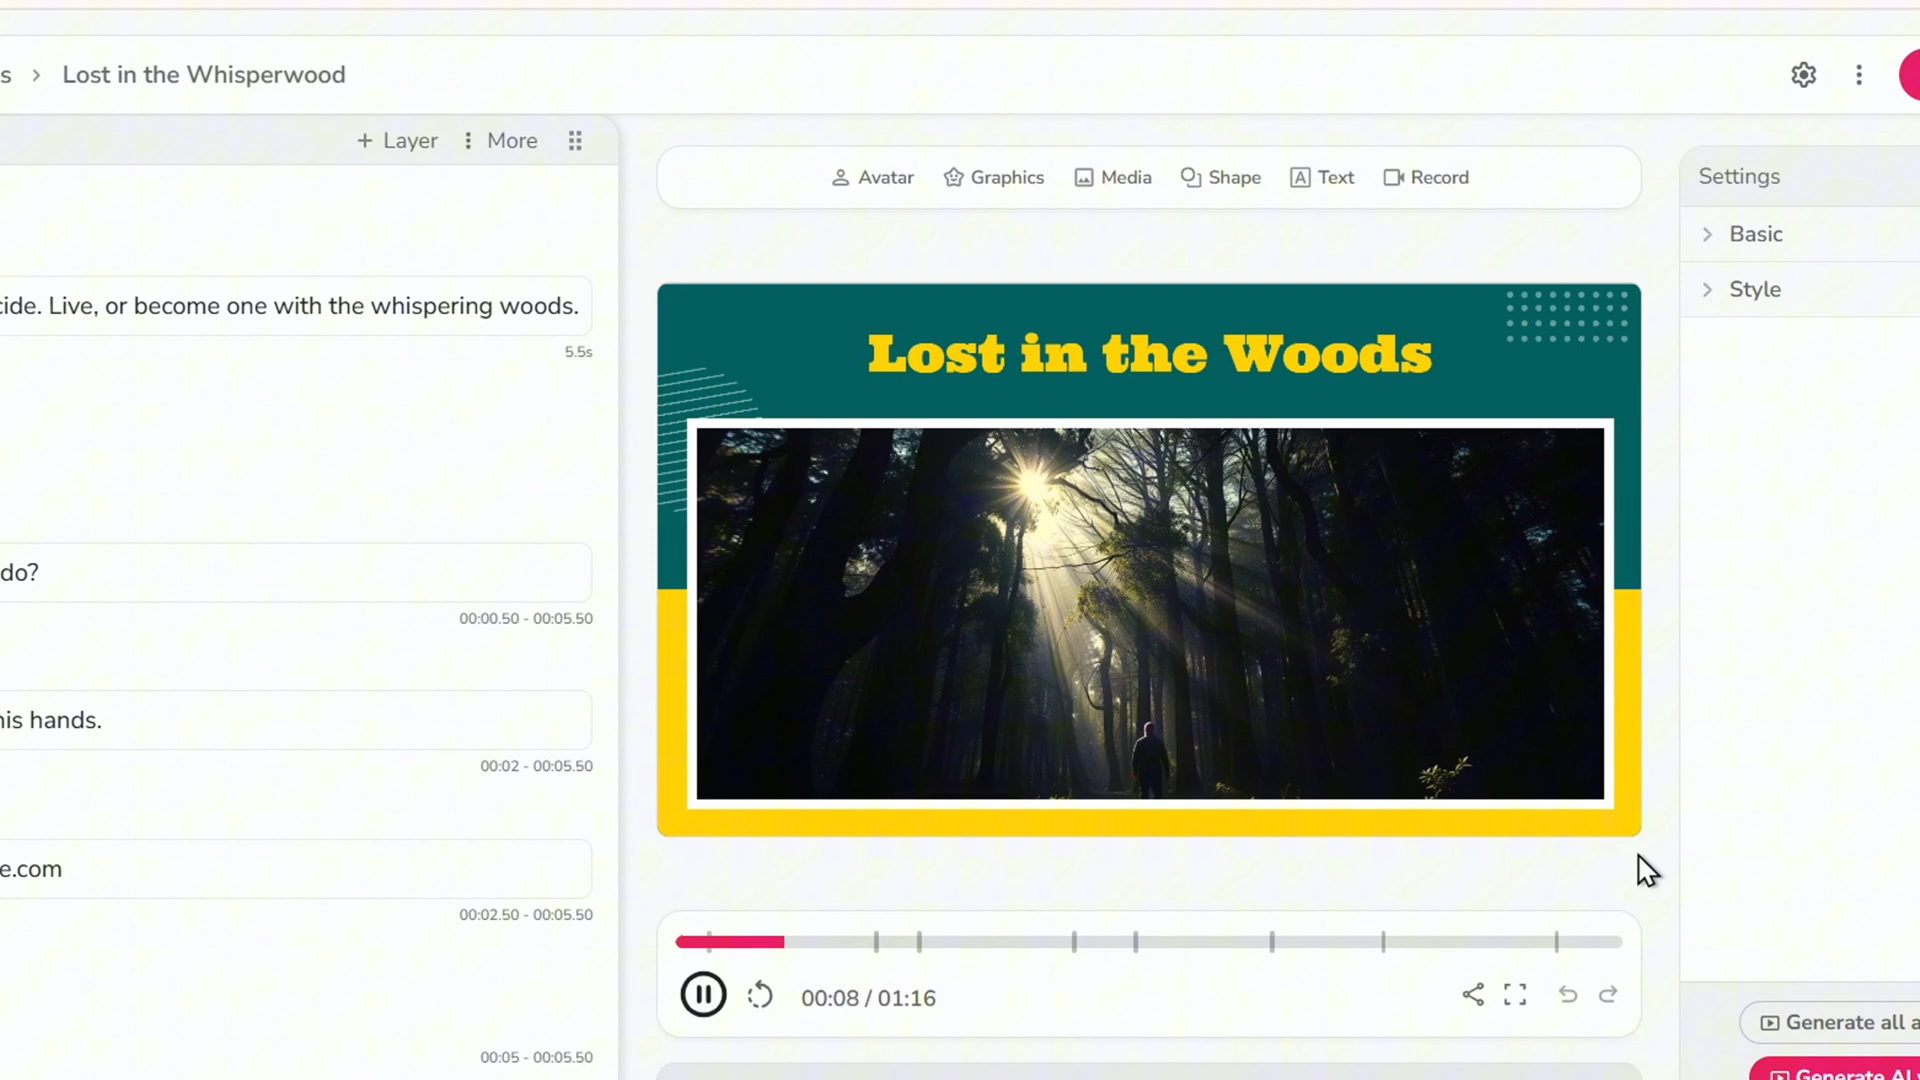 s > Lost in the Whisperwood
+ Layer
More
cide. Live, or become one with the whispering woods.
5.5s
do?
00:00.50 - 00:05.50
his hands.
00:02 - 00:05.50
e.com
00:02.50 - 00:05.50
00:05 - 00:05.50
Avatar
Graphics
Media
Shape
Text
Record
Lost in the Woods
00:08 / 01:16
Settings
Basic
Style
Generate all a
Generate AI v